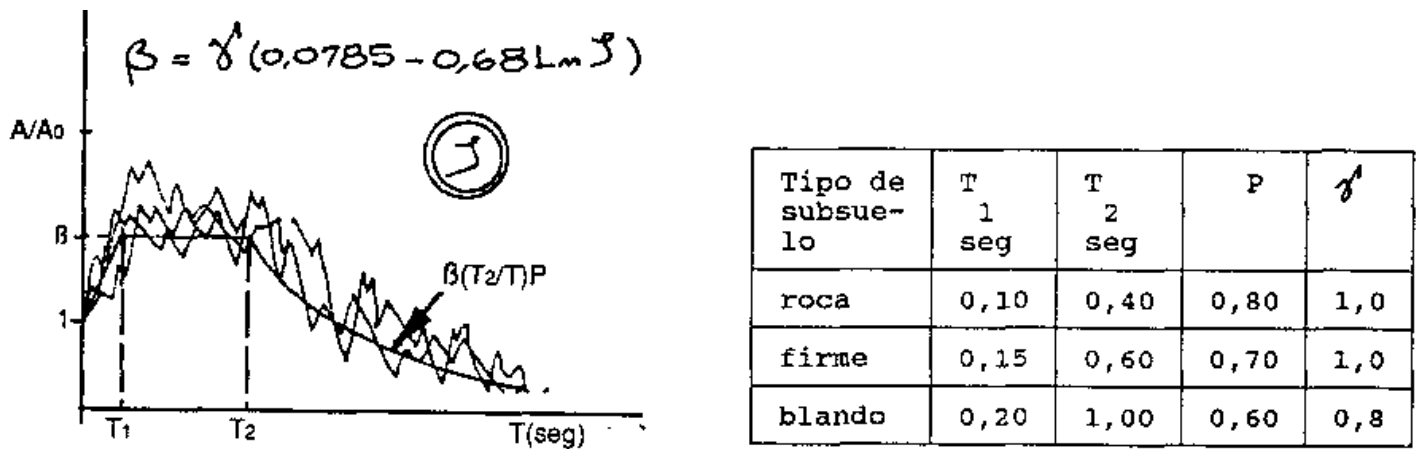 β = γ(0,0785 - 0,68 Ln ζ)
A/Ao
ζ
β
β(T2/T)P
1
T1
T2
T(seg)
Tipo de subsue-lo T 1 seg T 2 seg P γ
roca 0,10 0,40 0,80 1,0
firme 0,15 0,60 0,70 1,0
blando 0,20 1,00 0,60 0,8